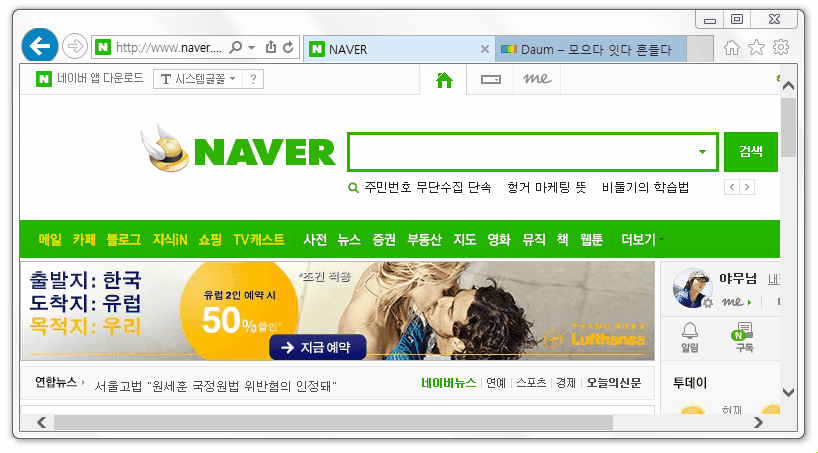 http://www.naver.... NAVER Daum – 모으다 잇다 흔들다
네이버 앱 다운로드 T 시스템글꼴 ? me
NAVER 검색
주민번호 무단수집 단속 헝거 마케팅 뜻 비둘기의 학습법
메일 카페 블로그 지식iN 쇼핑 TV캐스트 사전 뉴스 증권 부동산 지도 영화 뮤직 책 웹툰 더보기
출발지: 한국
도착지: 유럽
목적지: 우리
유럽 2인 예약 시
50%할인*
*조건 적용
지금 예약
Lufthansa
야무님
me
알림 구독
연합뉴스 서울고법 "원세훈 국정원법 위반혐의 인정돼" 네이버뉴스 연예 스포츠 경제 오늘의신문
투데이
현재